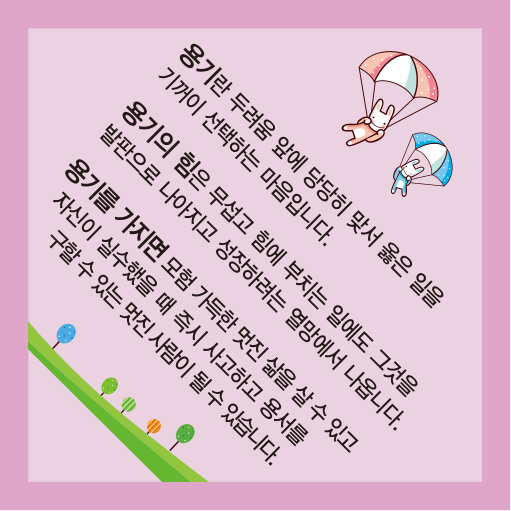 용기란 두려움 앞에 당당히 맞서 옳은 일을
기꺼이 선택하는 마음입니다.
용기의 힘은 무섭고 힘에 부치는 일에도 그것을
발판으로 나아지고 성장하려는 열망에서 나옵니다.
용기를 가지면 모험 가득한 멋진 삶을 살 수 있고
자신이 실수했을 때 즉시 사고하고 용서를
구할 수 있는 멋진 사람이 될 수 있습니다.